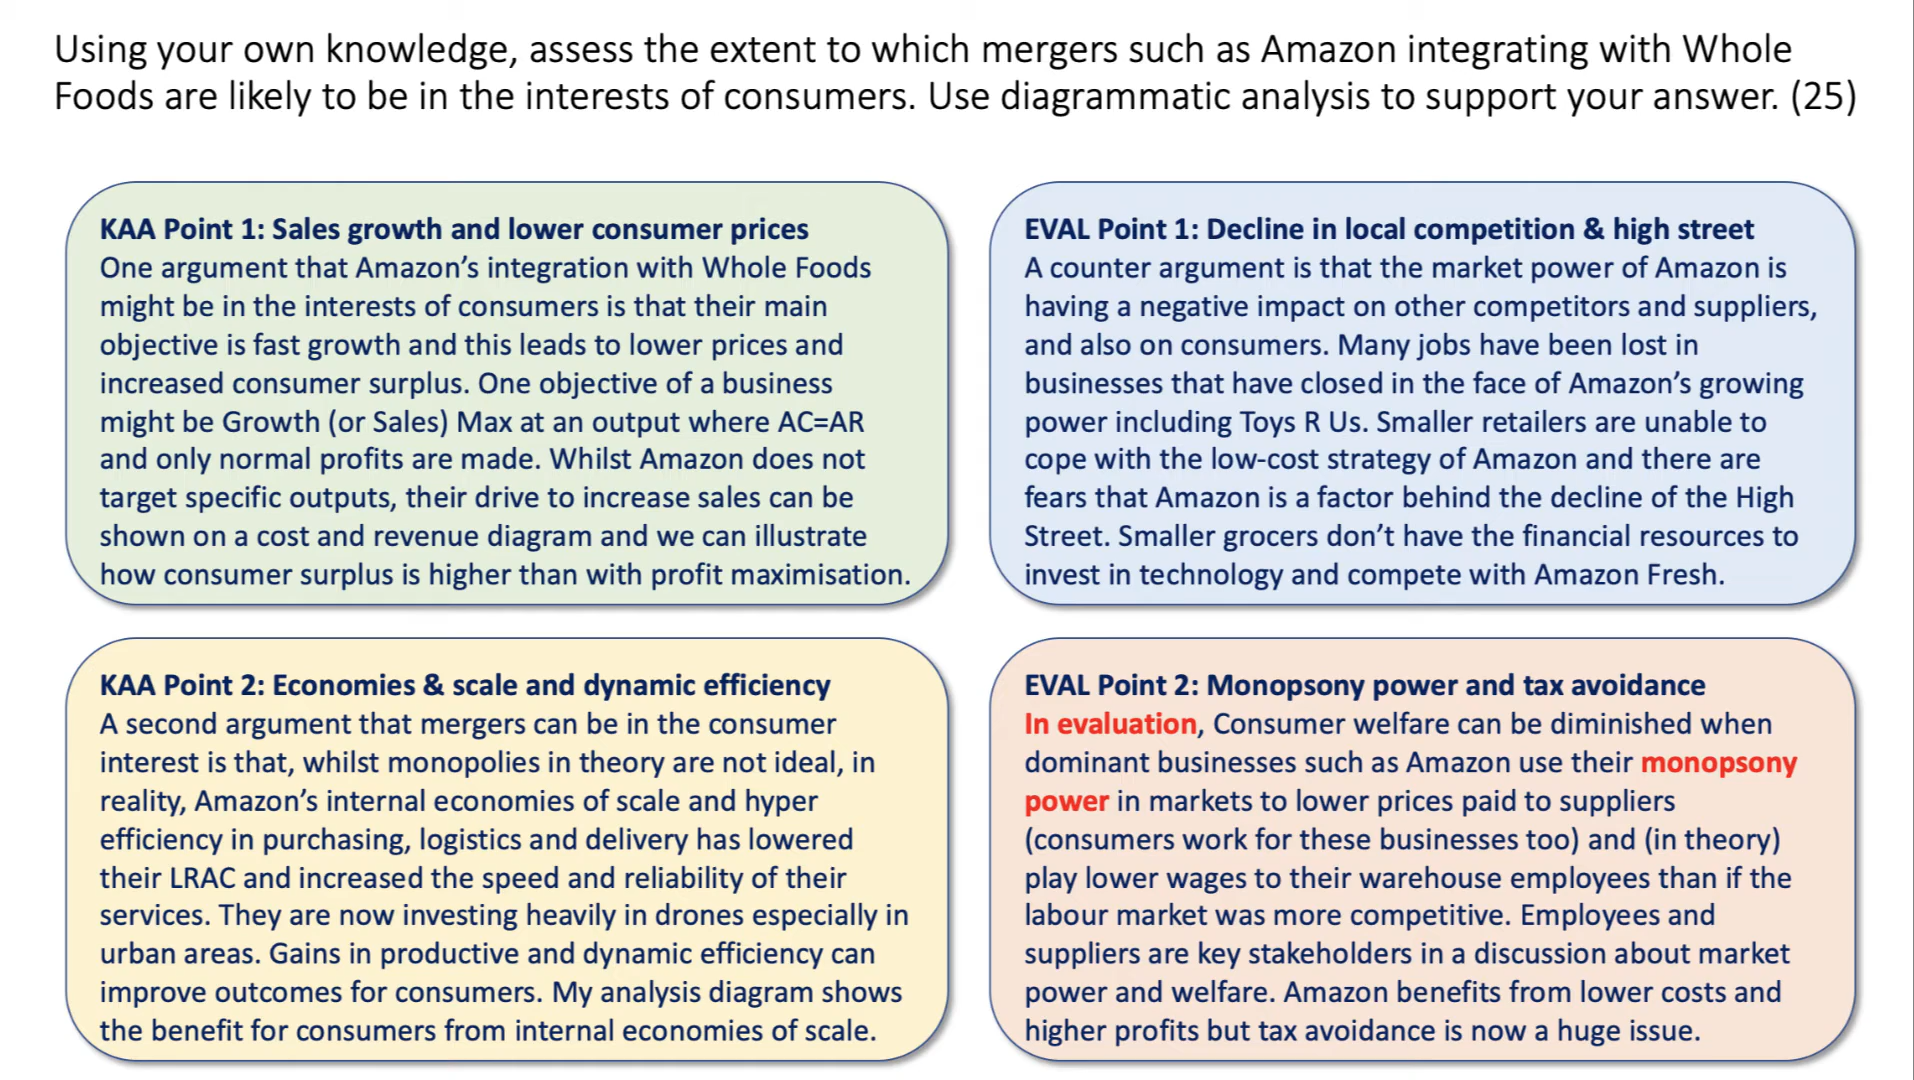 Using your own knowledge, assess the extent to which mergers such as Amazon integrating with Whole
Foods are likely to be in the interests of consumers. Use diagrammatic analysis to support your answer. (25)
KAA Point 1: Sales growth and lower consumer prices
One argument that Amazon’s integration with Whole Foods
might be in the interests of consumers is that their main
objective is fast growth and this leads to lower prices and
increased consumer surplus. One objective of a business
might be Growth (or Sales) Max at an output where AC=AR
and only normal profits are made. Whilst Amazon does not
target specific outputs, their drive to increase sales can be
shown on a cost and revenue diagram and we can illustrate
how consumer surplus is higher than with profit maximisation.
EVAL Point 1: Decline in local competition & high street
A counter argument is that the market power of Amazon is
having a negative impact on other competitors and suppliers,
and also on consumers. Many jobs have been lost in
businesses that have closed in the face of Amazon’s growing
power including Toys R Us. Smaller retailers are unable to
cope with the low-cost strategy of Amazon and there are
fears that Amazon is a factor behind the decline of the High
Street. Smaller grocers don’t have the financial resources to
invest in technology and compete with Amazon Fresh.
KAA Point 2: Economies & scale and dynamic efficiency
A second argument that mergers can be in the consumer
interest is that, whilst monopolies in theory are not ideal, in
reality, Amazon’s internal economies of scale and hyper
efficiency in purchasing, logistics and delivery has lowered
their LRAC and increased the speed and reliability of their
services. They are now investing heavily in drones especially in
urban areas. Gains in productive and dynamic efficiency can
improve outcomes for consumers. My analysis diagram shows
the benefit for consumers from internal economies of scale.
EVAL Point 2: Monopsony power and tax avoidance
In evaluation, Consumer welfare can be diminished when
dominant businesses such as Amazon use their monopsony
power in markets to lower prices paid to suppliers
(consumers work for these businesses too) and (in theory)
play lower wages to their warehouse employees than if the
labour market was more competitive. Employees and
suppliers are key stakeholders in a discussion about market
power and welfare. Amazon benefits from lower costs and
higher profits but tax avoidance is now a huge issue.